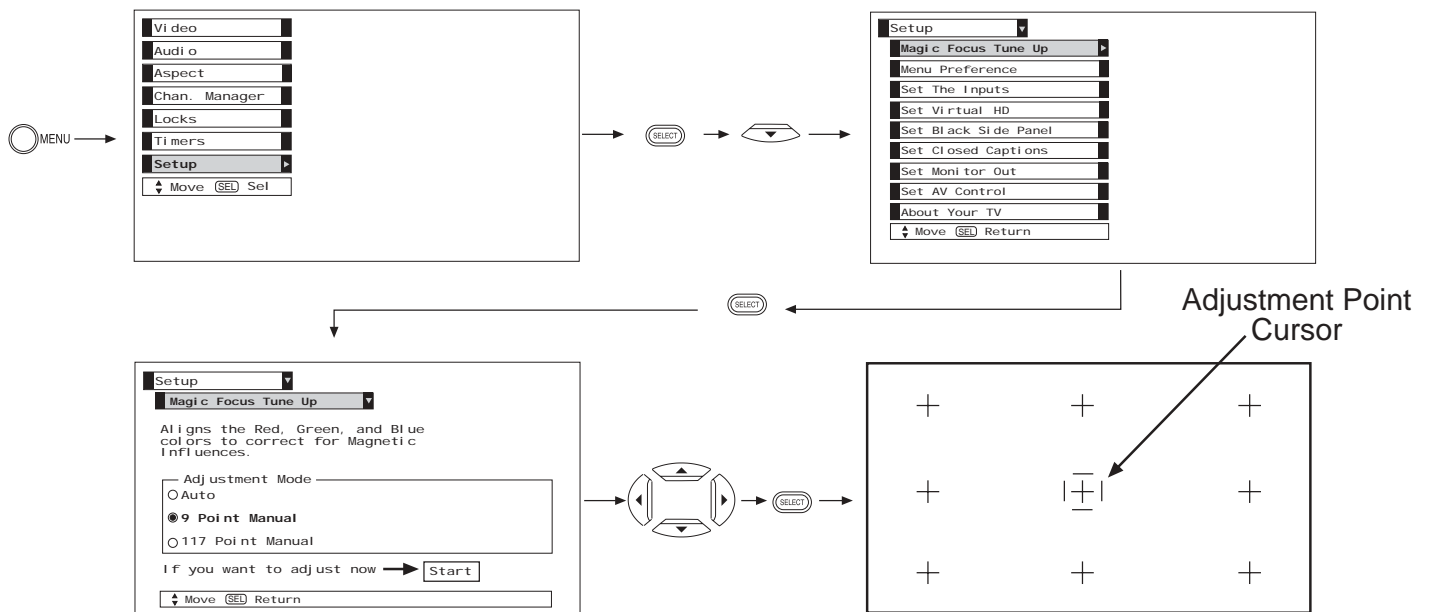 MENU
Video
Audio
Aspect
Chan. Manager
Locks
Timers
Setup
Move SEL Sel
SELECT
Setup
Magic Focus Tune Up
Menu Preference
Set The Inputs
Set Virtual HD
Set Black Side Panel
Set Closed Captions
Set Monitor Out
Set AV Control
About Your TV
Move SEL Return
SELECT
Setup
Magic Focus Tune Up
Aligns the Red, Green, and Blue
colors to correct for Magnetic
Influences.
Adjustment Mode
Auto
9 Point Manual
117 Point Manual
If you want to adjust now Start
Move SEL Return
SELECT
Adjustment Point
Cursor